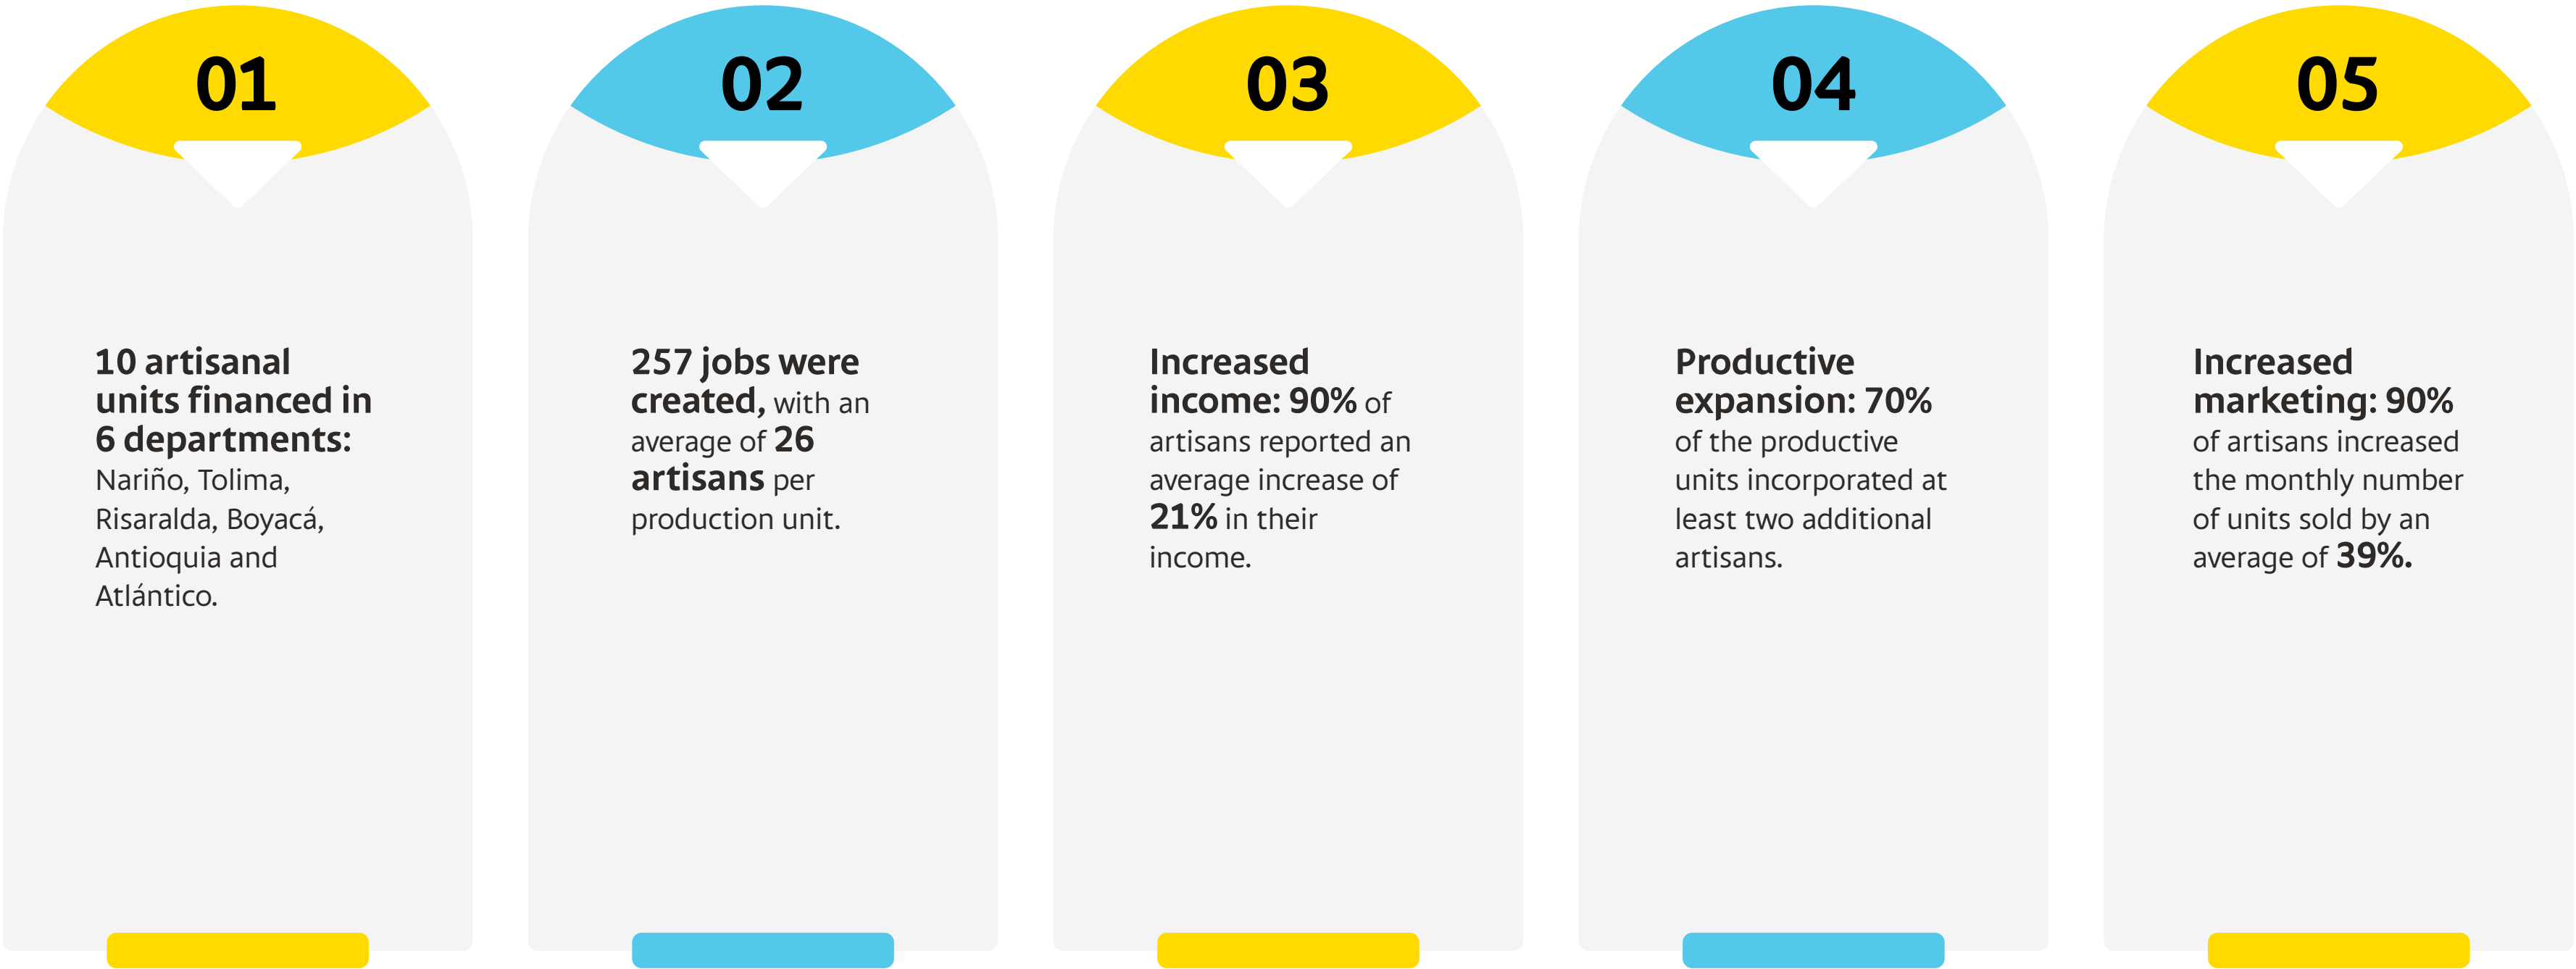 01
10 artisanal
units financed in
6 departments:
Nariño, Tolima,
Risaralda, Boyacá,
Antioquia and
Atlántico.
02
257 jobs were
created, with an
average of 26
artisans per
production unit.
03
Increased
income: 90% of
artisans reported an
average increase of
21% in their
income.
04
Productive
expansion: 70%
of the productive
units incorporated at
least two additional
artisans.
05
Increased
marketing: 90%
of artisans increased
the monthly number
of units sold by an
average of 39%.